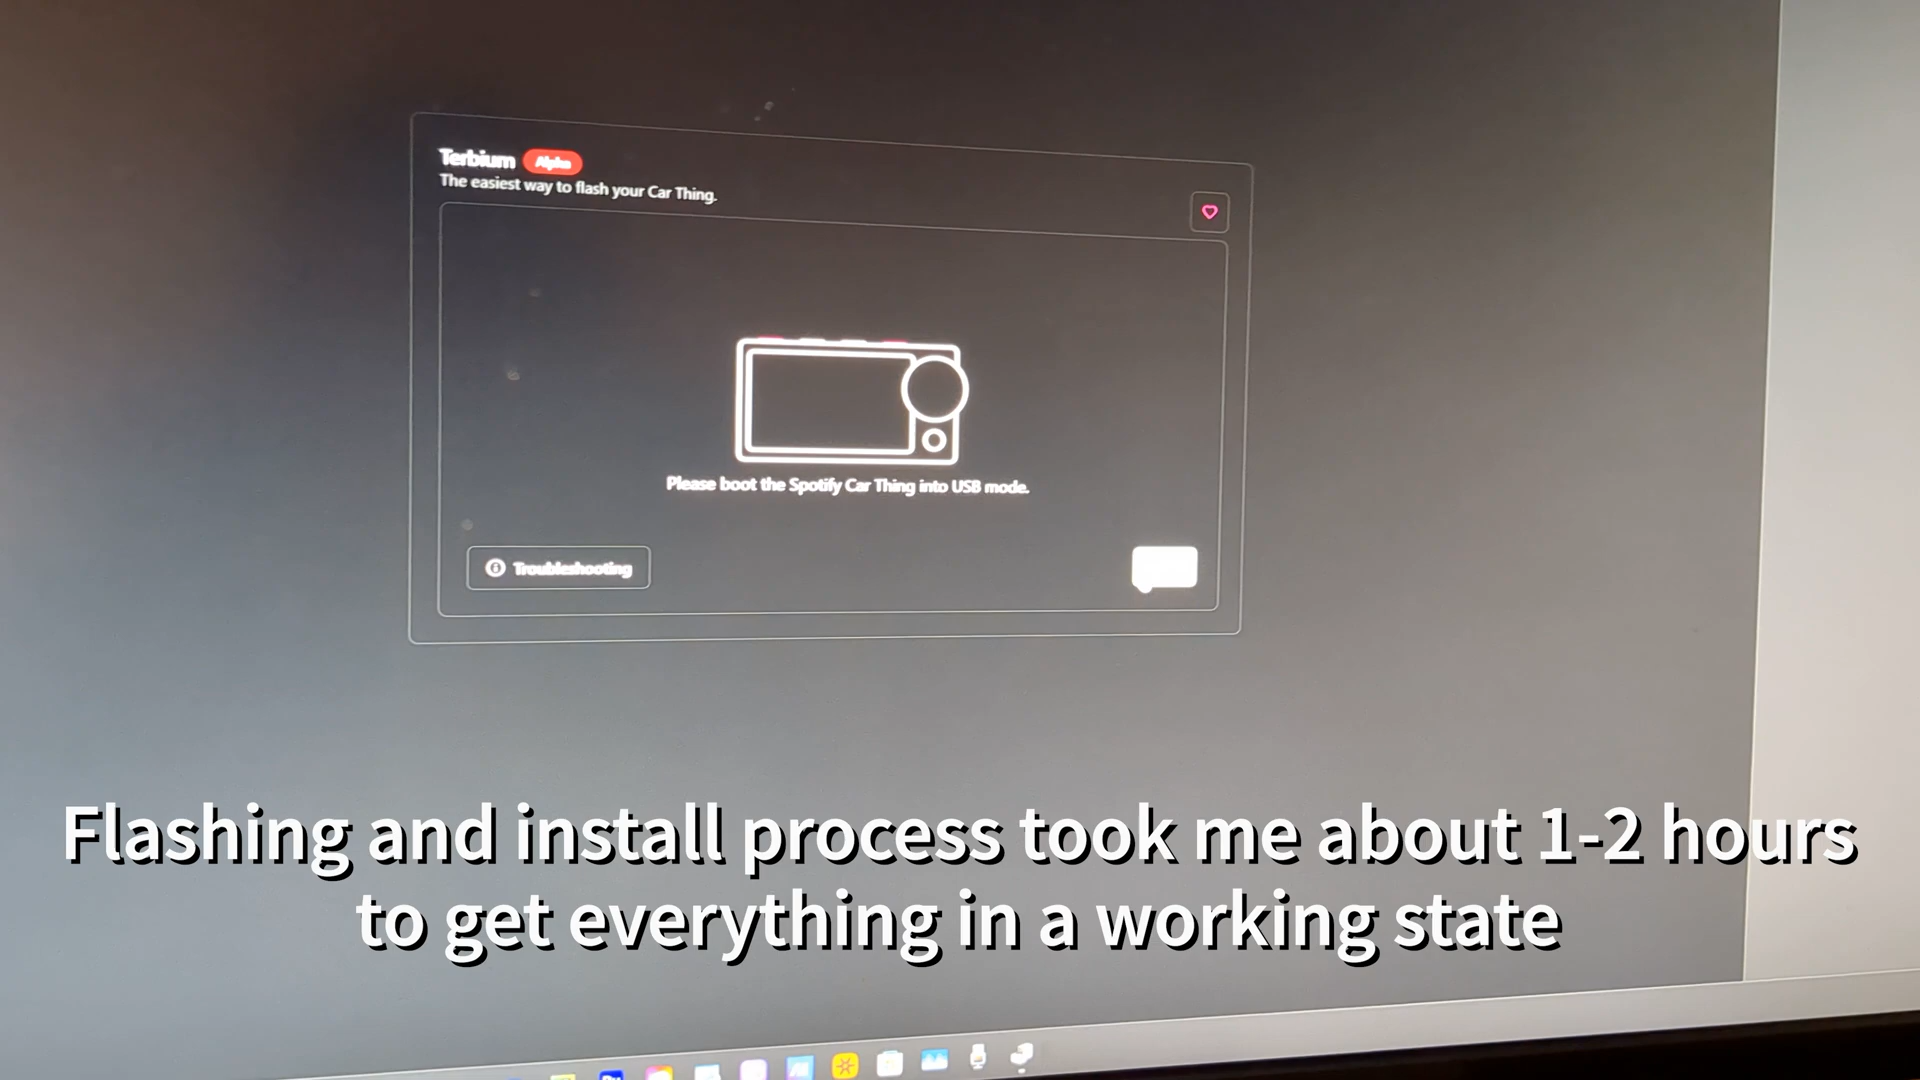 Terbium Alpha
The easiest way to flash your Car Thing.
Please boot the Spotify Car Thing into USB mode.
Troubleshooting
Flashing and install process took me about 1-2 hours
to get everything in a working state